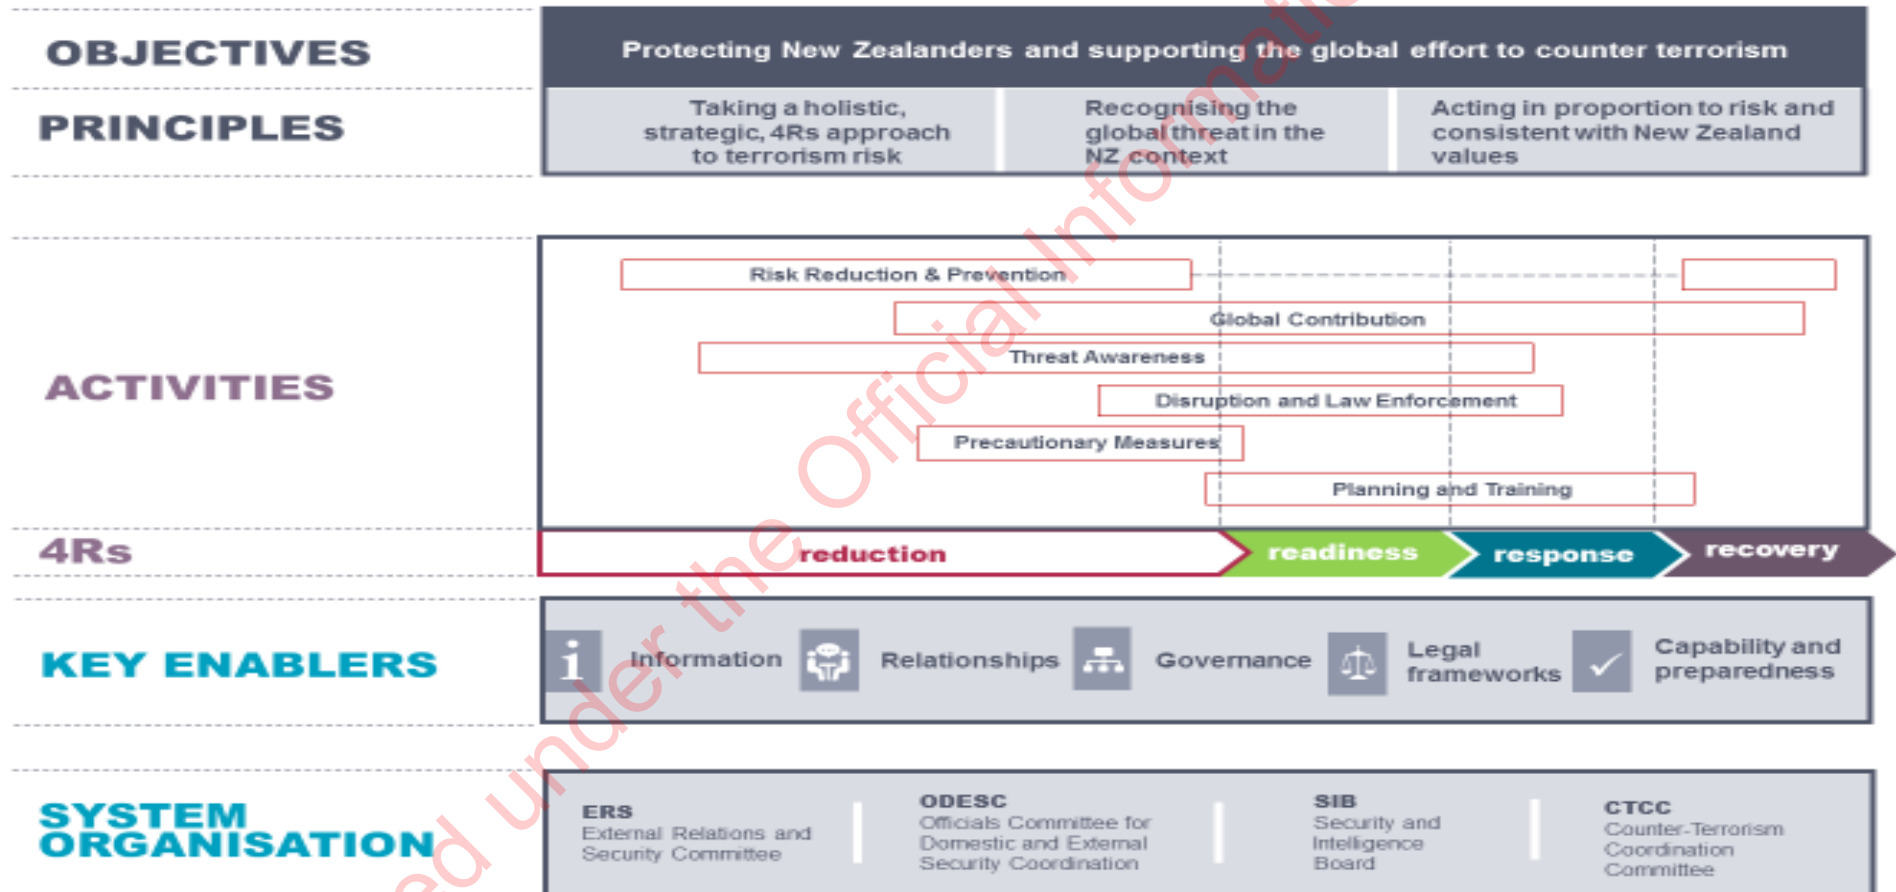 OBJECTIVES
Protecting New Zealanders and supporting the global effort to counter terrorism
PRINCIPLES
Taking a holistic,
strategic, 4Rs approach
to terrorism risk
Recognising the
global threat in the
NZ context
Acting in proportion to risk and
consistent with New Zealand
values
ACTIVITIES
Risk Reduction & Prevention
Global Contribution
Threat Awareness
Disruption and Law Enforcement
Precautionary Measures
Planning and Training
4Rs
reduction
readiness
response
recovery
KEY ENABLERS
i
Information
Relationships
Governance
Legal
frameworks
Capability and
preparedness
SYSTEM
ORGANISATION
ERS
External Relations and
Security Committee
ODESC
Officials Committee for
Domestic and External
Security Coordination
SIB
Security and
Intelligence
Board
CTCC
Counter-Terrorism
Coordination
Committee
under the Official